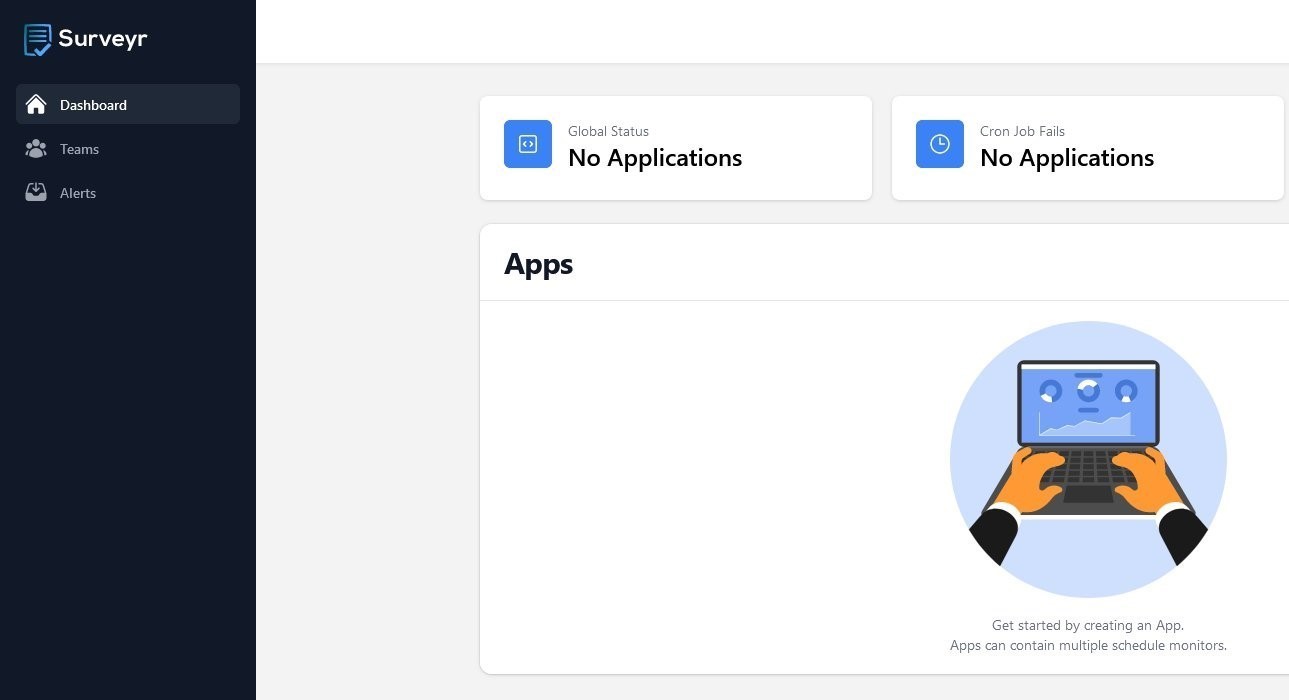 Surveyr
Dashboard
Teams
Alerts
Global Status
No Applications
Cron Job Fails
No Applications
Apps
Get started by creating an App.
Apps can contain multiple schedule monitors.